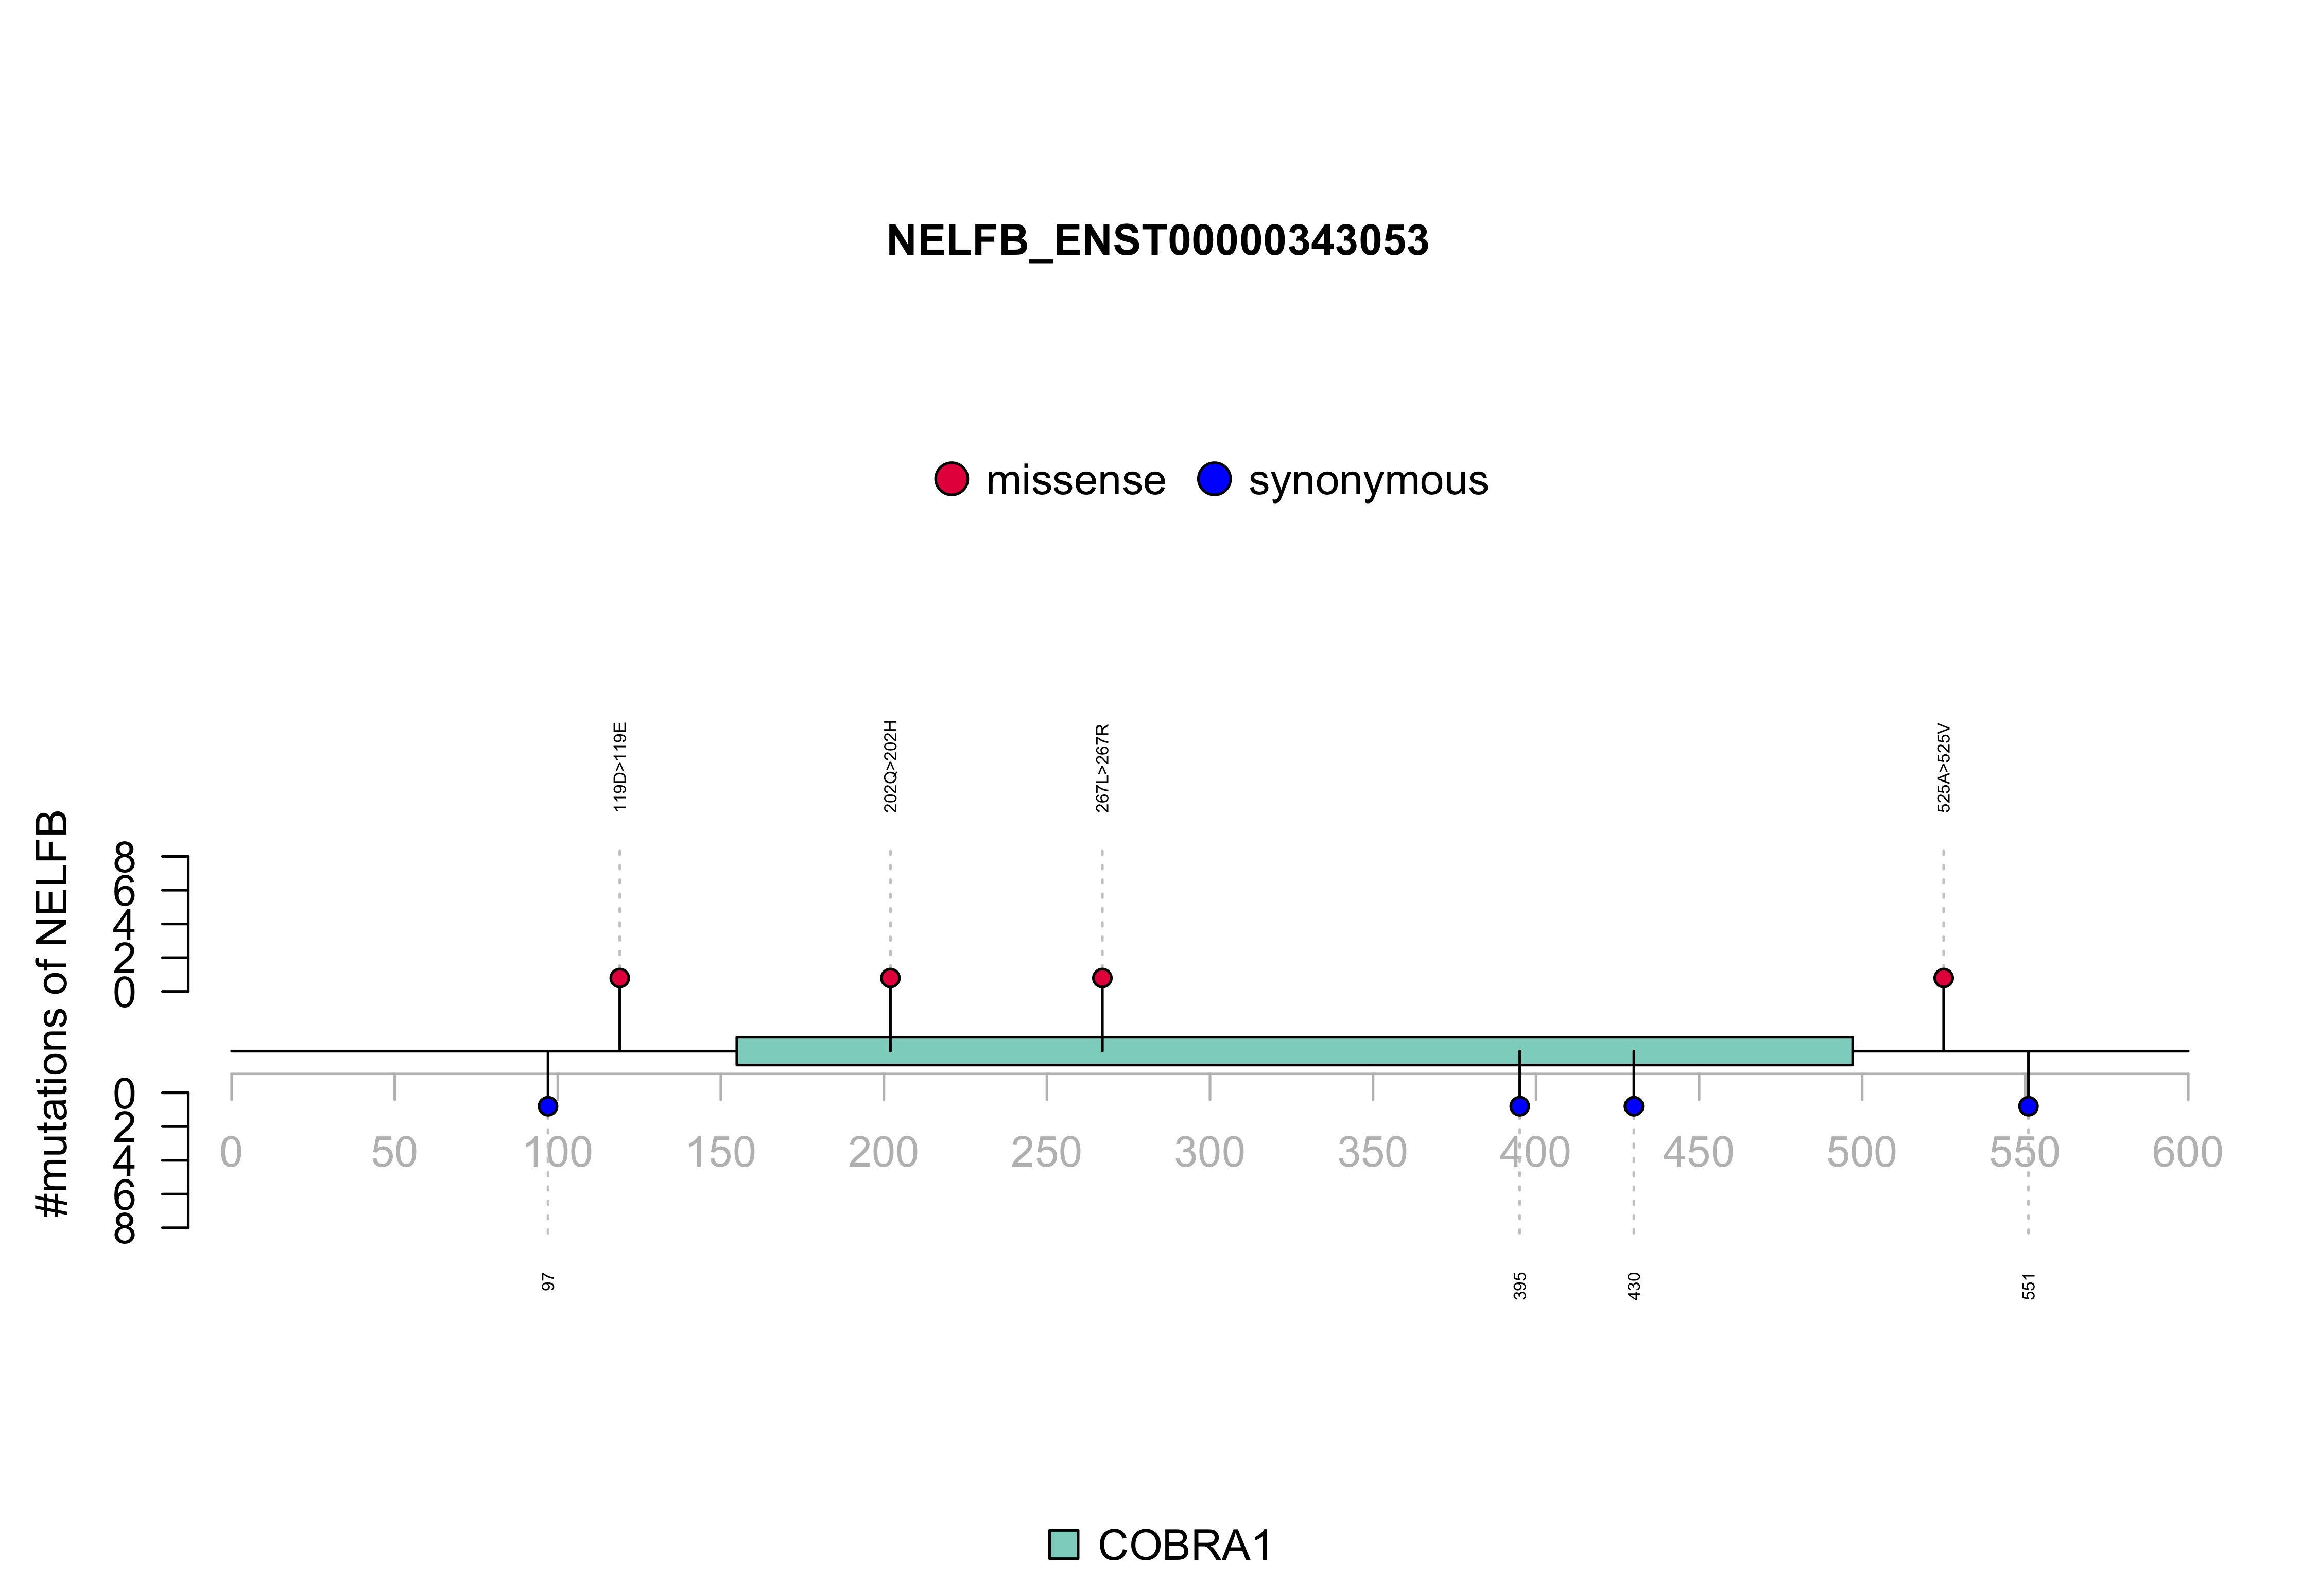 NELFB_ENST00000343053
missense synonymous
119D>119E 202Q>202H 267L>267R 525A>525V
#mutations of NELFB
8
6
4
2
0
0
2
4
6
8
0 50 100 150 200 250 300 350 400 450 500 550 600
97 395 430 551
COBRA1